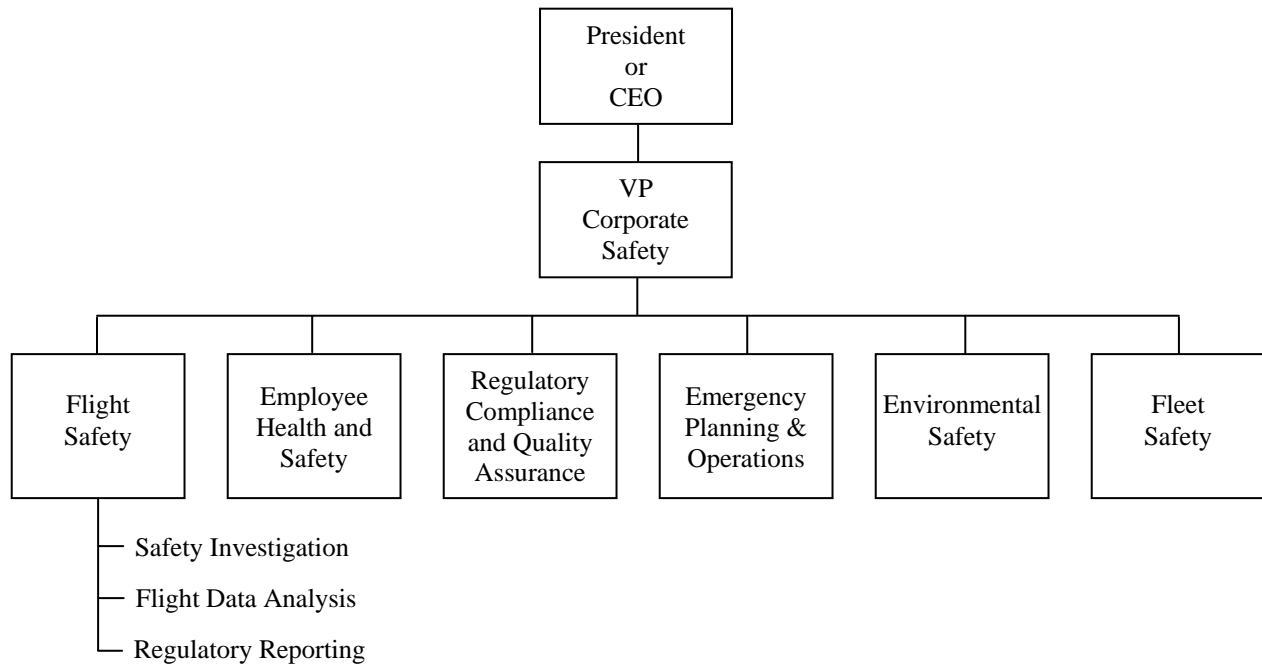 President
or
CEO
VP
Corporate
Safety
Flight
Safety
Employee
Health and
Safety
Regulatory
Compliance
and Quality
Assurance
Emergency
Planning &
Operations
Environmental
Safety
Fleet
Safety
Safety Investigation
Flight Data Analysis
Regulatory Reporting